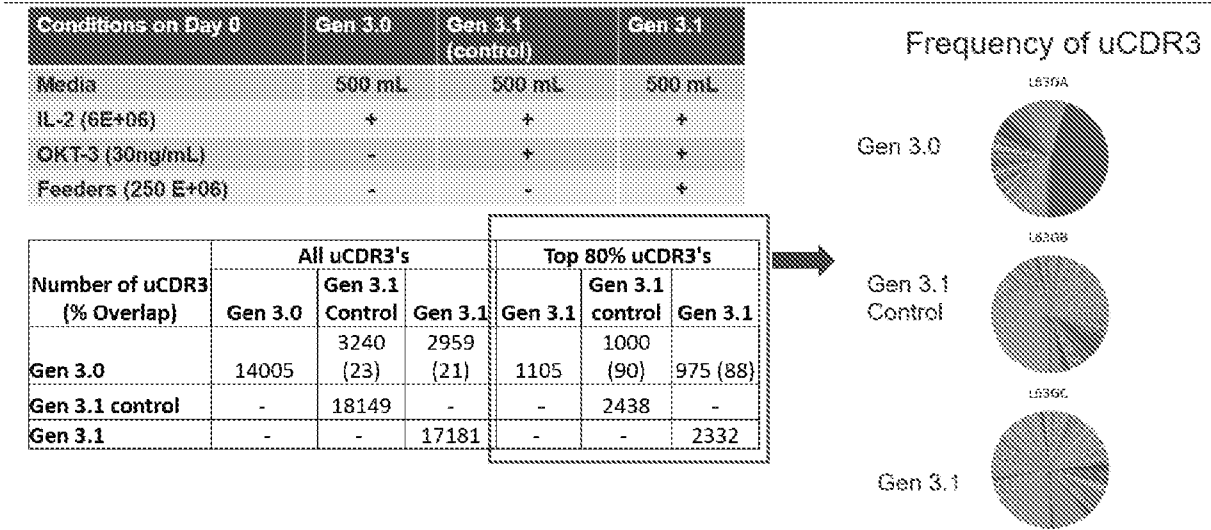 Conditions on Day 0 Gen 3.0 Gen 3.1 (control) Gen 3.1
Media 500 mL 500 mL 500 mL
IL-2 (6E+06) + + +
OKT-3 (30ng/mL) - + +
Feeders (250 E+06) - - +
Number of uCDR3 (% Overlap) All uCDR3's Top 80% uCDR3's
Gen 3.0 Gen 3.1 Control Gen 3.1 Gen 3.1 Gen 3.1 control Gen 3.1
Gen 3.0 14005 3240 (23) 2959 (21) 1105 1000 (90) 975 (88)
Gen 3.1 control - 18149 - - 2438 -
Gen 3.1 - - 17181 - - 2332
Frequency of uCDR3
L630A
Gen 3.0
L630B
Gen 3.1
Control
L630C
Gen 3.1